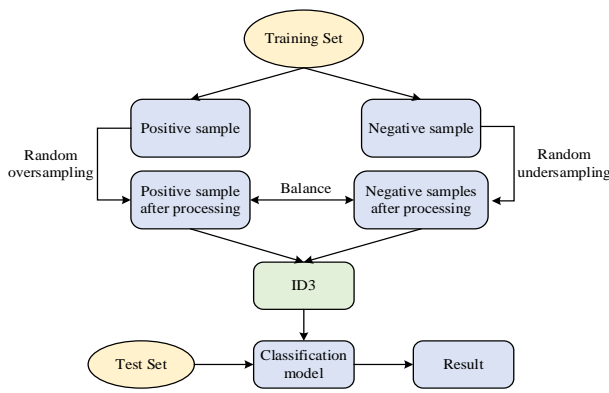 Training Set
Positive sample
Negative sample
Random
oversampling
Random
undersampling
Positive sample
after processing
Balance
Negative samples
after processing
ID3
Test Set
Classification
model
Result